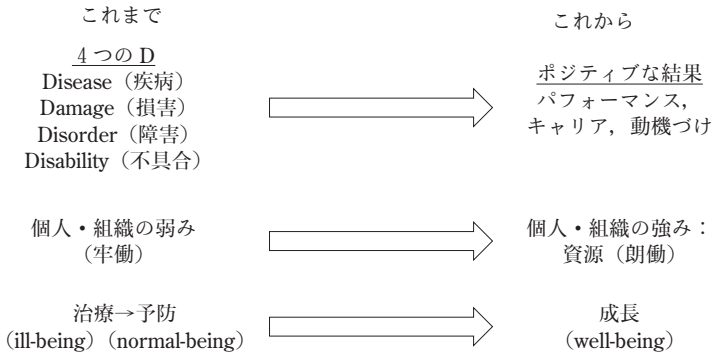 これまで
4つのD
Disease（疾病）
Damage（損害）
Disorder（障害）
Disability（不具合）
これから
ポジティブな結果
パフォーマンス，
キャリア，動機づけ
個人・組織の弱み
（牢働）
個人・組織の強み：
資源（朗働）
治療→予防
（ill-being）（normal-being）
成長
（well-being）